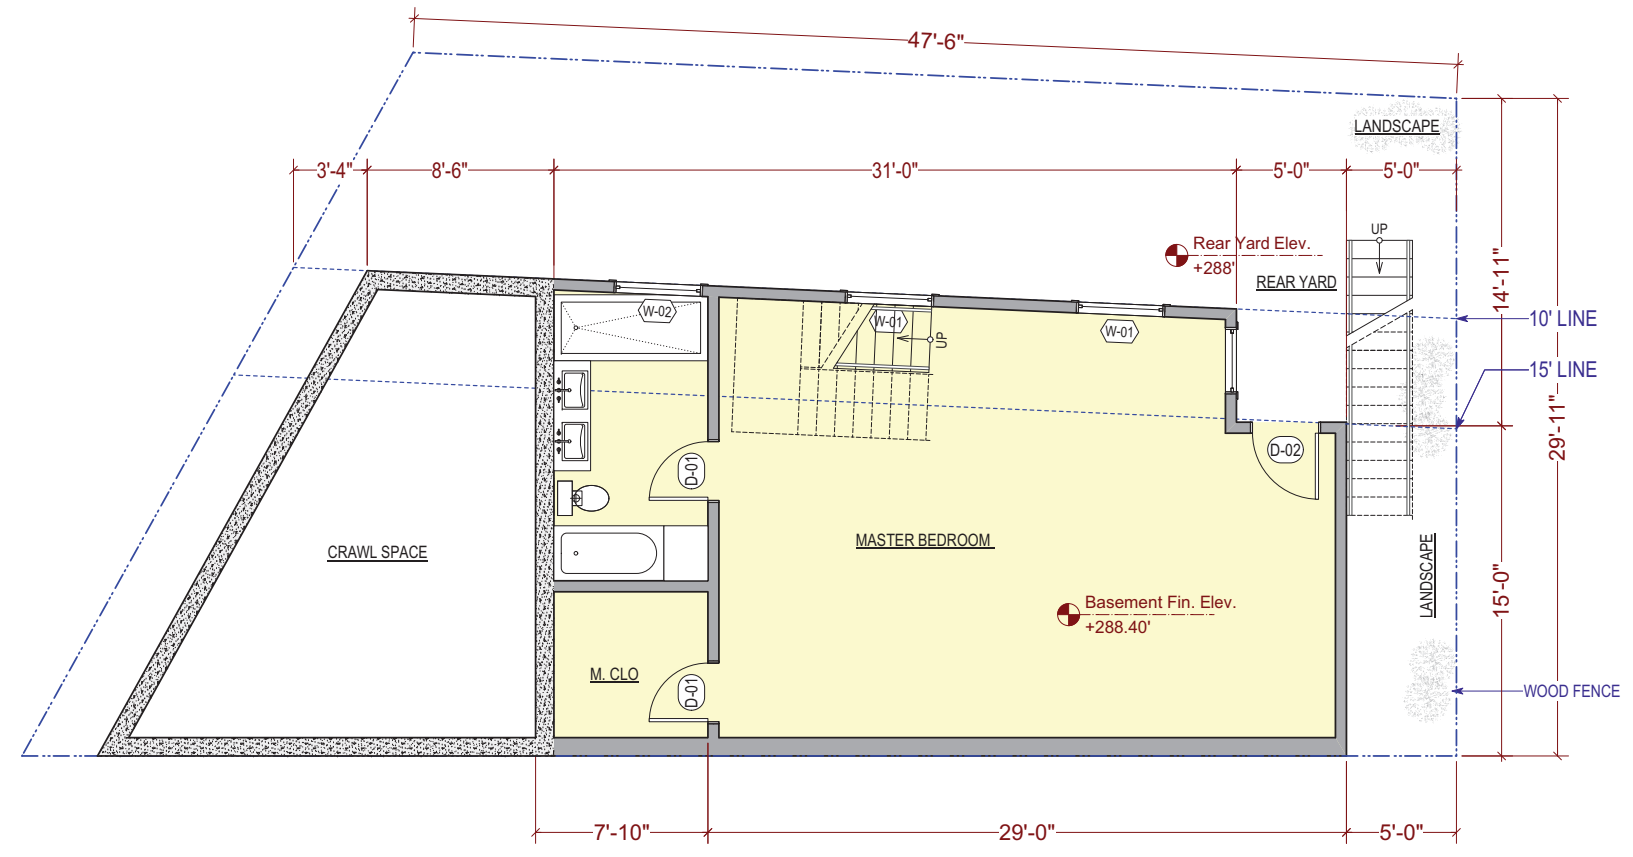 47'-6"
LANDSCAPE
3'-4"
8'-6"
31'-0"
5'-0"
5'-0"
UP
Rear Yard Elev.
+288'
REAR YARD
14'-11"
W-02
W-01
W-01
UP
10' LINE
15' LINE
29'-11"
D-01
D-02
CRAWL SPACE
MASTER BEDROOM
LANDSCAPE
15'-0"
Basement Fin. Elev.
+288.40'
M. CLO
D-01
WOOD FENCE
7'-10"
29'-0"
5'-0"